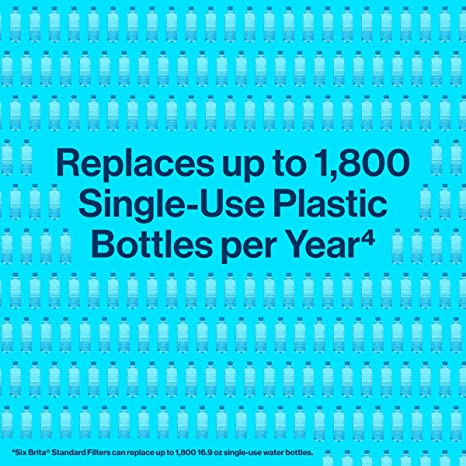 Replaces up to 1,800
Single-Use Plastic
Bottles per Year⁴
⁴Six Brita® Standard Filters can replace up to 1,800 16.9 oz single-use water bottles.